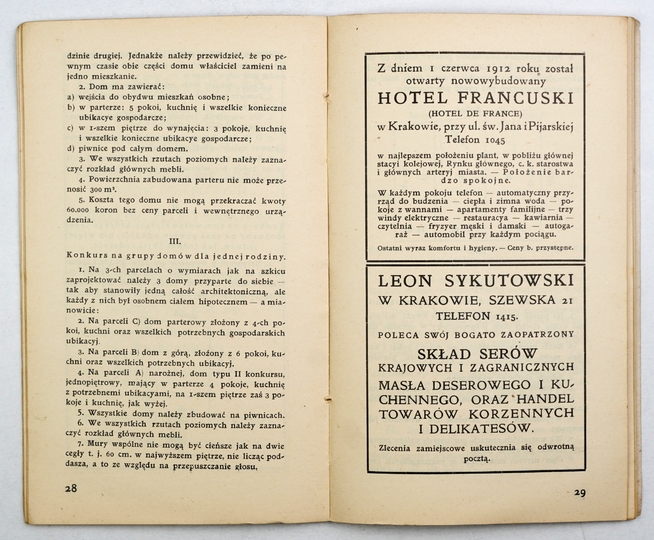 dzinie drugiej. Jednakże należy przewidzieć, że po pe-
wnym czasie obie części domu właściciel zamieni na
jedno mieszkanie.
2. Dom ma zawierać:
a) wejścia do obydwu mieszkań osobne;
b) w parterze: 5 pokoi, kuchnię i wszelkie konieczne
ubikacye gospodarcze;
c) w 1-szem piętrze do wynajęcia: 3 pokoje, kuchnię
i wszelkie konieczne ubikacye gospodarcze;
d) piwnice pod całym domem.
3. We wszystkich rzutach poziomych należy zazna-
czyć rozkład głównych mebli.
4. Powierzchnia zabudowana parteru nie może prze-
nosić 300 m².
5. Koszta tego domu nie mogą przekraczać kwoty
60.000 koron bez ceny parceli i wewnętrznego urzą-
dzenia.
III.
Konkurs na grupy domów dla jednej rodziny.
1. Na 3-ch parcelach o wymiarach jak na szkicu
zaprojektować należy 3 domy przyparte do siebie —
tak aby stanowiły jedną całość architektoniczną, ale
każdy z nich był osobnem ciałem hipotecznem — a mia-
nowicie:
2. Na parceli C) dom parterowy złożony z 4-ch po-
koi, kuchni oraz wszelkich potrzebnych gospodarskich
ubikacyj.
3. Na parceli B) dom z górą, złożony z 6 pokoi, ku-
chni oraz wszelkich potrzebnych ubikacyj.
4. Na parceli A) narożnej, dom typu II konkursu,
jednopiętrowy, mający w parterze 4 pokoje, kuchnię
z potrzebnemi ubikacyami, na 1-szem piętrze zaś 3 po-
koje i kuchnię, jak wyżej.
5. Wszystkie domy należy zbudować na piwnicach.
6. We wszystkich rzutach poziomych należy zazna-
czyć rozkład głównych mebli.
7. Mury wspólne nie mogą być cieńsze jak na dwie
cegły t. j. 60 cm. w najwyższem piętrze, nie licząc pod-
dasza, a to ze względu na przepuszczanie głosu,
28
Z dniem 1 czerwca 1912 roku został
otwarty nowowybudowany
HOTEL FRANCUSKI
(HOTEL DE FRANCE)
w Krakowie, przy ul. św. Jana i Pijarskiej
Telefon 1045
w najlepszem położeniu plant, w pobliżu głównej
stacyi kolejowej, Rynku głównego, c. k. starostwa
i głównych arteryj miasta. — Położenie bar-
dzo spokojne.
W każdym pokoju telefon — automatyczny przy-
rząd do budzenia — ciepła i zimna woda — po-
koje z wannami — apartamenty familijne — trzy
windy elektryczne — restauracya — kawiarnia —
czytelnia — fryzyer męski i damski — autoga-
raż — automobil przy każdym pociągu.
Ostatni wyraz komfortu i hygieny. — Ceny b. przystępne.
LEON SYKUTOWSKI
W KRAKOWIE, SZEWSKA 21
TELEFON 1415.
POLECA SWÓJ BOGATO ZAOPATRZONY
SKŁAD SERÓW
KRAJOWYCH I ZAGRANICZNYCH
MASŁA DESEROWEGO I KU-
CHENNEGO, ORAZ HANDEL
TOWARÓW KORZENNYCH
I DELIKATESÓW.
Zlecenia zamiejscowe uskutecznia się odwrotną
pocztą.
29